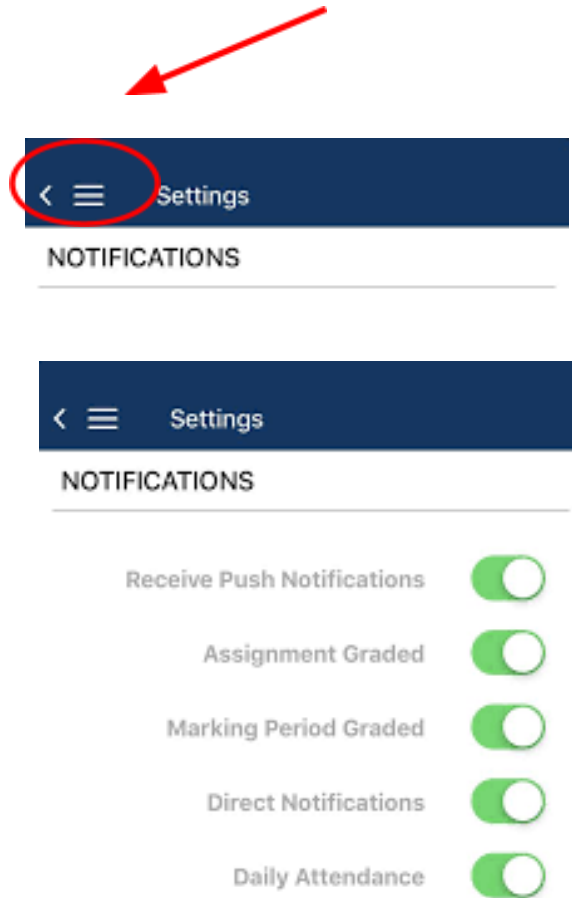 Settings
NOTIFICATIONS
Settings
NOTIFICATIONS
Receive Push Notifications
Assignment Graded
Marking Period Graded
Direct Notifications
Daily Attendance